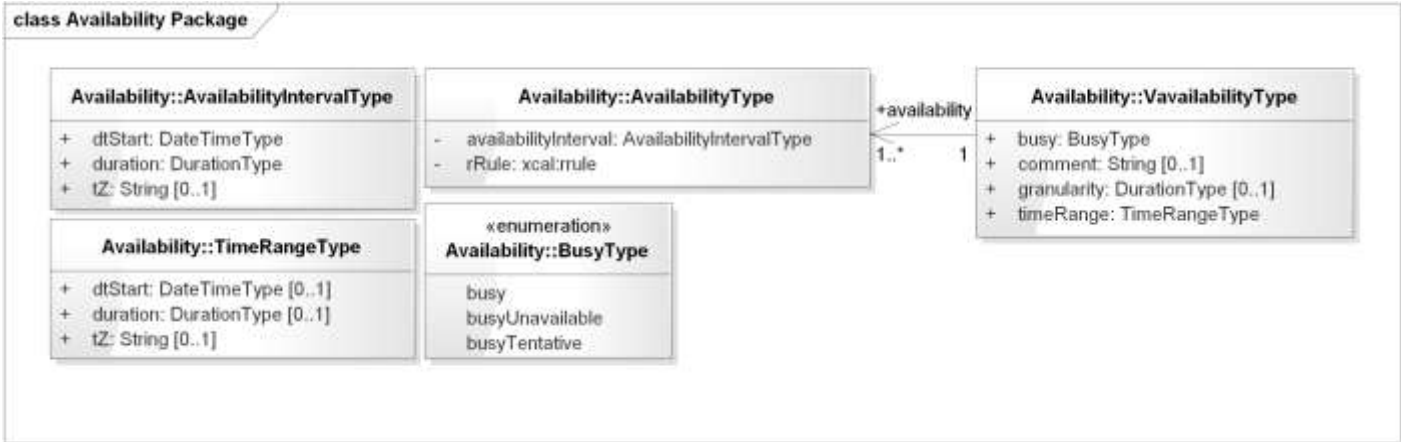 class Availability Package
Availability::AvailabilityIntervalType
+ dtStart: DateTimeType
+ duration: DurationType
+ tZ: String [0..1]
Availability::AvailabilityType
- availabilityInterval: AvailabilityIntervalType
- rRule: xcal:rrule
+availability
1..*
1
Availability::VavailabilityType
+ busy: BusyType
+ comment: String [0..1]
+ granularity: DurationType [0..1]
+ timeRange: TimeRangeType
Availability::TimeRangeType
+ dtStart: DateTimeType [0..1]
+ duration: DurationType [0..1]
+ tZ: String [0..1]
«enumeration»
Availability::BusyType
busy
busyUnavailable
busyTentative